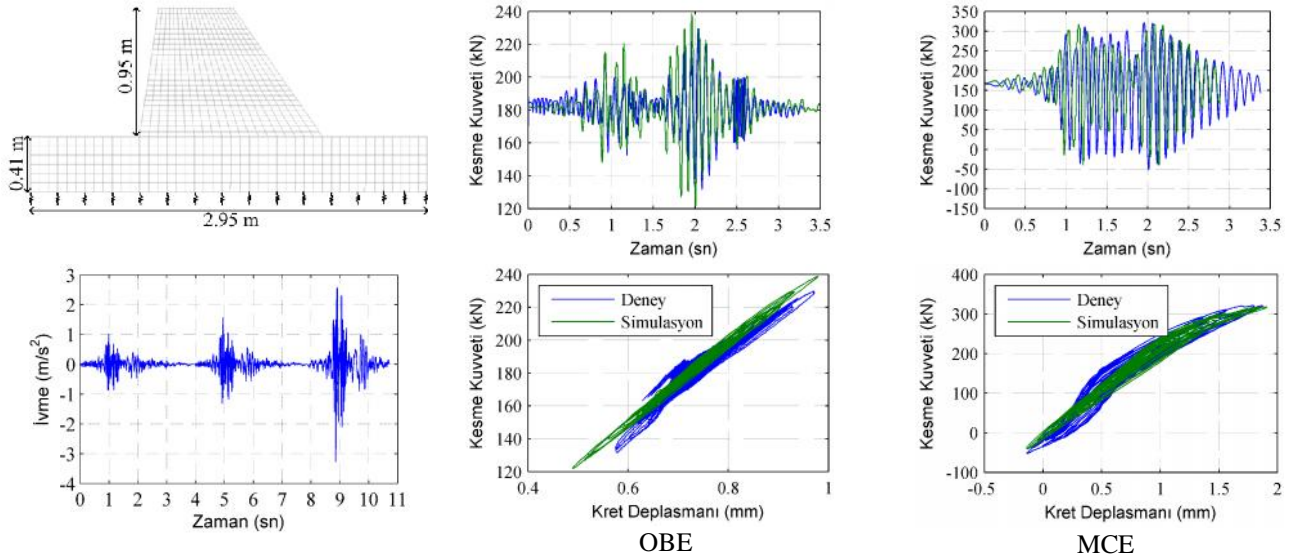 0.95 m
0.41 m
2.95 m
Kesme Kuvveti (kN)
240
220
200
180
160
140
120
0 0.5 1 1.5 2 2.5 3 3.5
Zaman (sn)
Kesme Kuvveti (kN)
350
300
250
200
150
100
50
0
-50
-100
-150
0 0.5 1 1.5 2 2.5 3 3.5
Zaman (sn)
İvme (m/s²)
3
2
1
0
-1
-2
-3
-4
0 1 2 3 4 5 6 7 8 9 10 11
Zaman (sn)
Kesme Kuvveti (kN)
240
220
200
180
160
140
120
Deney
Simulasyon
0.4 0.6 0.8 1
Kret Deplasmanı (mm)
OBE
Kesme Kuvveti (kN)
400
300
200
100
0
-100
Deney
Simulasyon
-0.5 0 0.5 1 1.5 2
Kret Deplasmanı (mm)
MCE